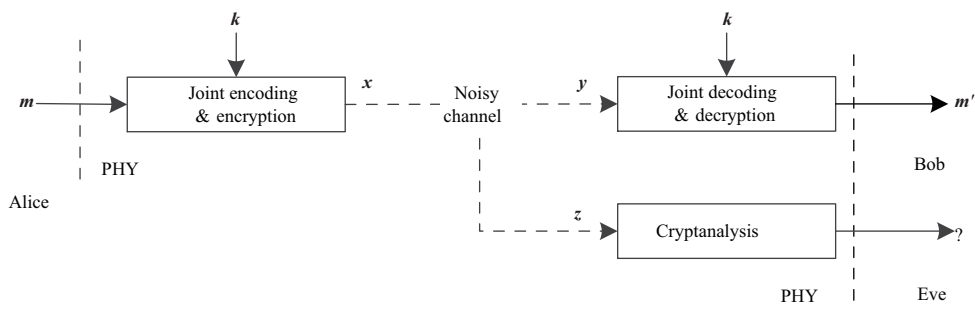 k
k
m
Joint encoding
& encryption
x
Noisy
channel
y
Joint decoding
& decryption
m'
PHY
Alice
Bob
z
Cryptanalysis
?
PHY
Eve